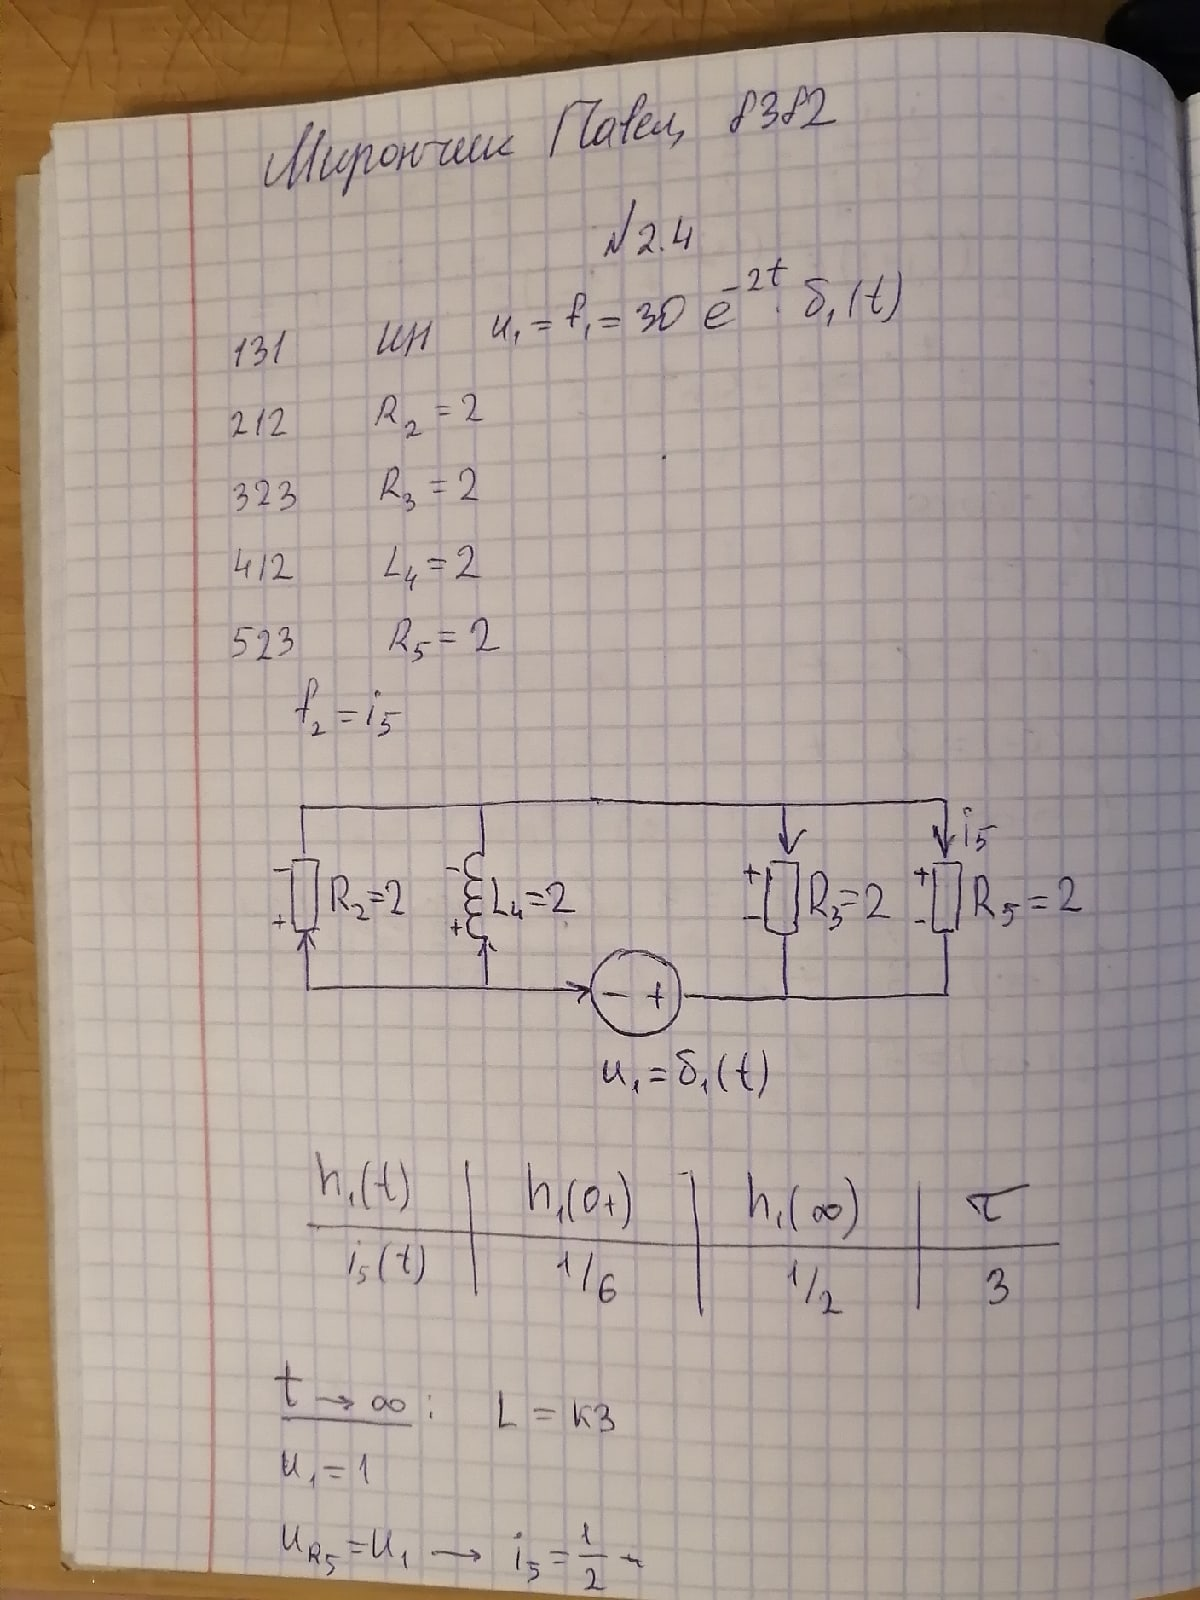 Мирончик Павел 8382
№2.4
131 ИН u₁ = f₁ = 30 e^{-2t} · δ₁(t)
212 R₂ = 2
323 R₃ = 2
412 L₄ = 2
523 R₅ = 2
f₂ = i₅
i₅
- + R₂=2 - + L₄=2 + - R₃=2 + - R₅=2
- +
u₁ = δ₁(t)
h₁(t) h₁(0+) h₁(∞) τ
i₅(t) 1/6 1/2 3
t → ∞ : L = кз
u₁ = 1
u_{R₅} = u₁ → i₅ = 1/2